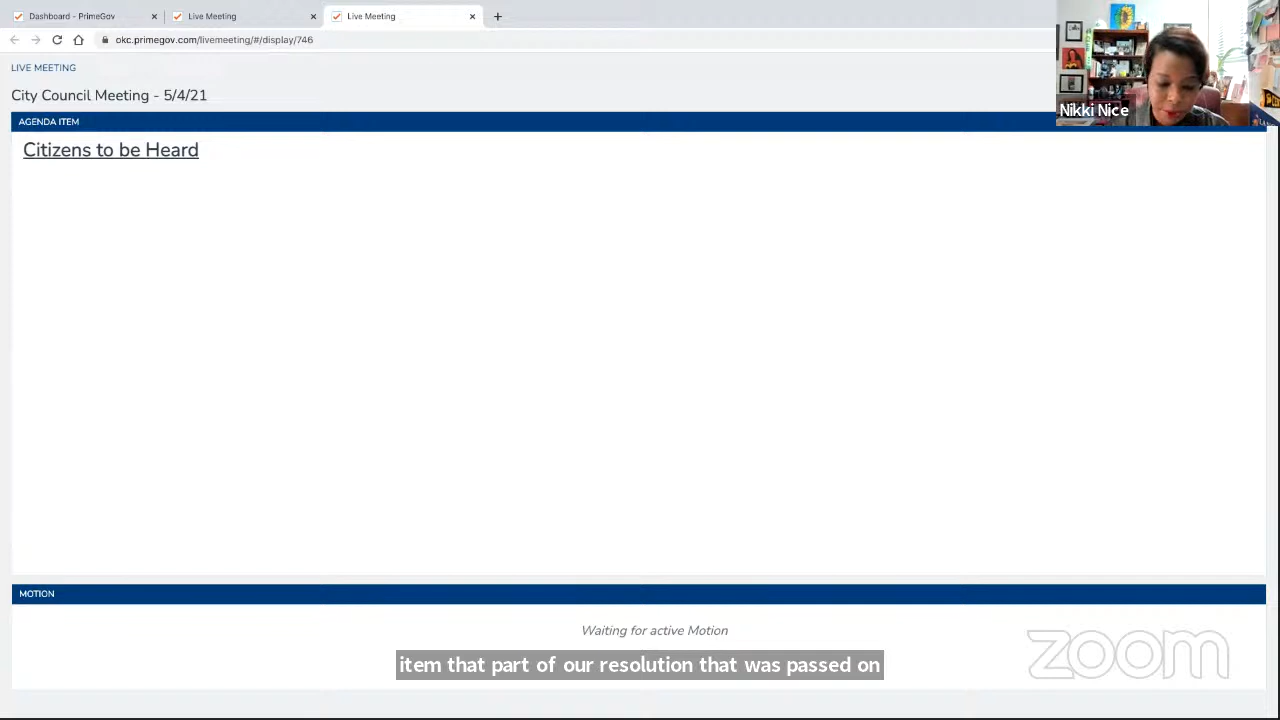 Dashboard - PrimeGov
Live Meeting
Live Meeting
okc.primegov.com/livemeeting/#/display/746
LIVE MEETING
City Council Meeting - 5/4/21
AGENDA ITEM
Nikki Nice
Citizens to be Heard
MOTION
Waiting for active Motion
item that part of our resolution that was passed on
zoom